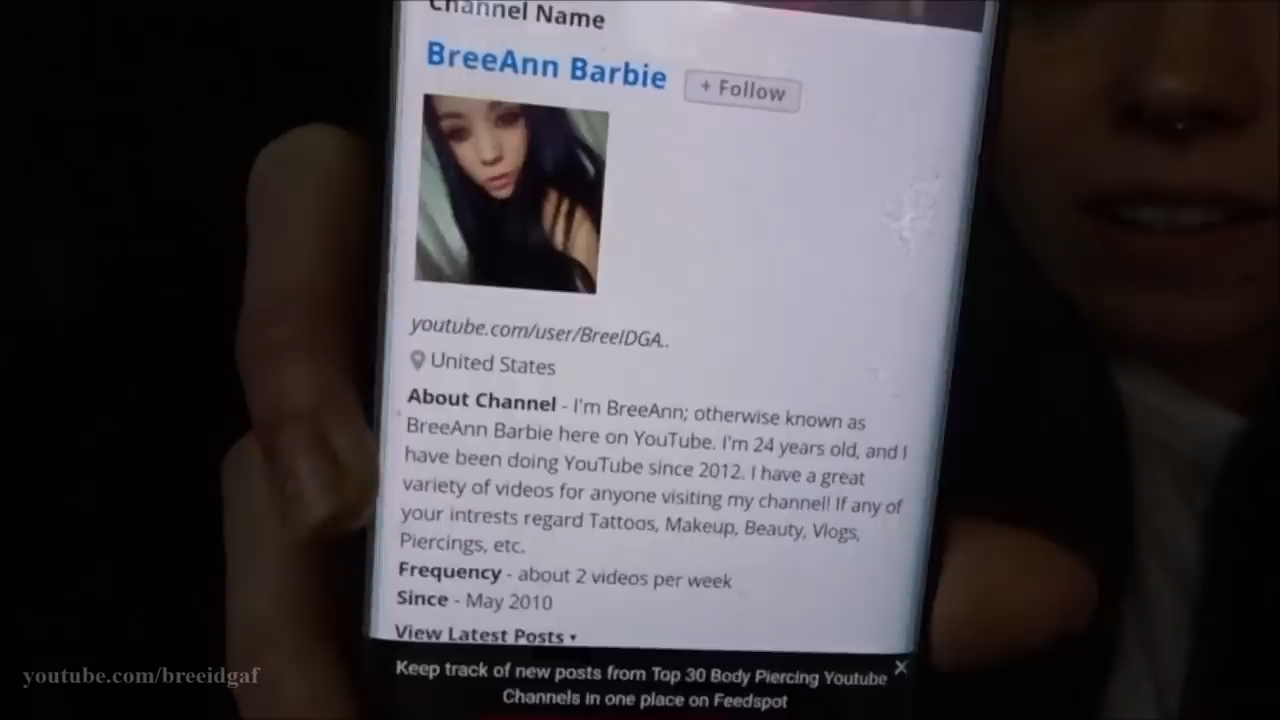 Channel Name
BreeAnn Barbie
+ Follow
youtube.com/user/BreeIDGA..
United States
About Channel - I'm BreeAnn; otherwise known as
BreeAnn Barbie here on YouTube. I'm 24 years old, and I
have been doing YouTube since 2012. I have a great
variety of videos for anyone visiting my channel! If any of
your intrests regard Tattoos, Makeup, Beauty, Vlogs,
Piercings, etc.
Frequency - about 2 videos per week
Since - May 2010
View Latest Posts ▾
Keep track of new posts from Top 30 Body Piercing Youtube
Channels in one place on Feedspot
youtube.com/breeidgaf